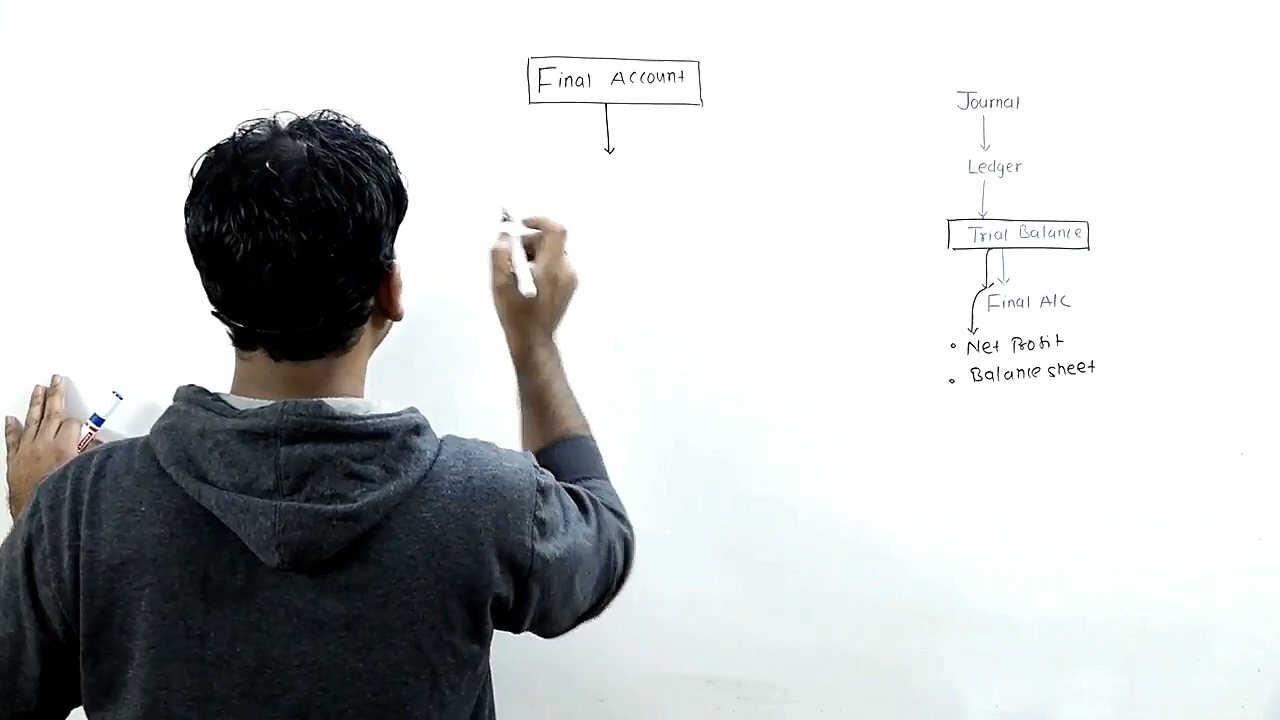 Final Account
Journal
Ledger
Trial Balance
Final A/C
• Net Profit
• Balance sheet